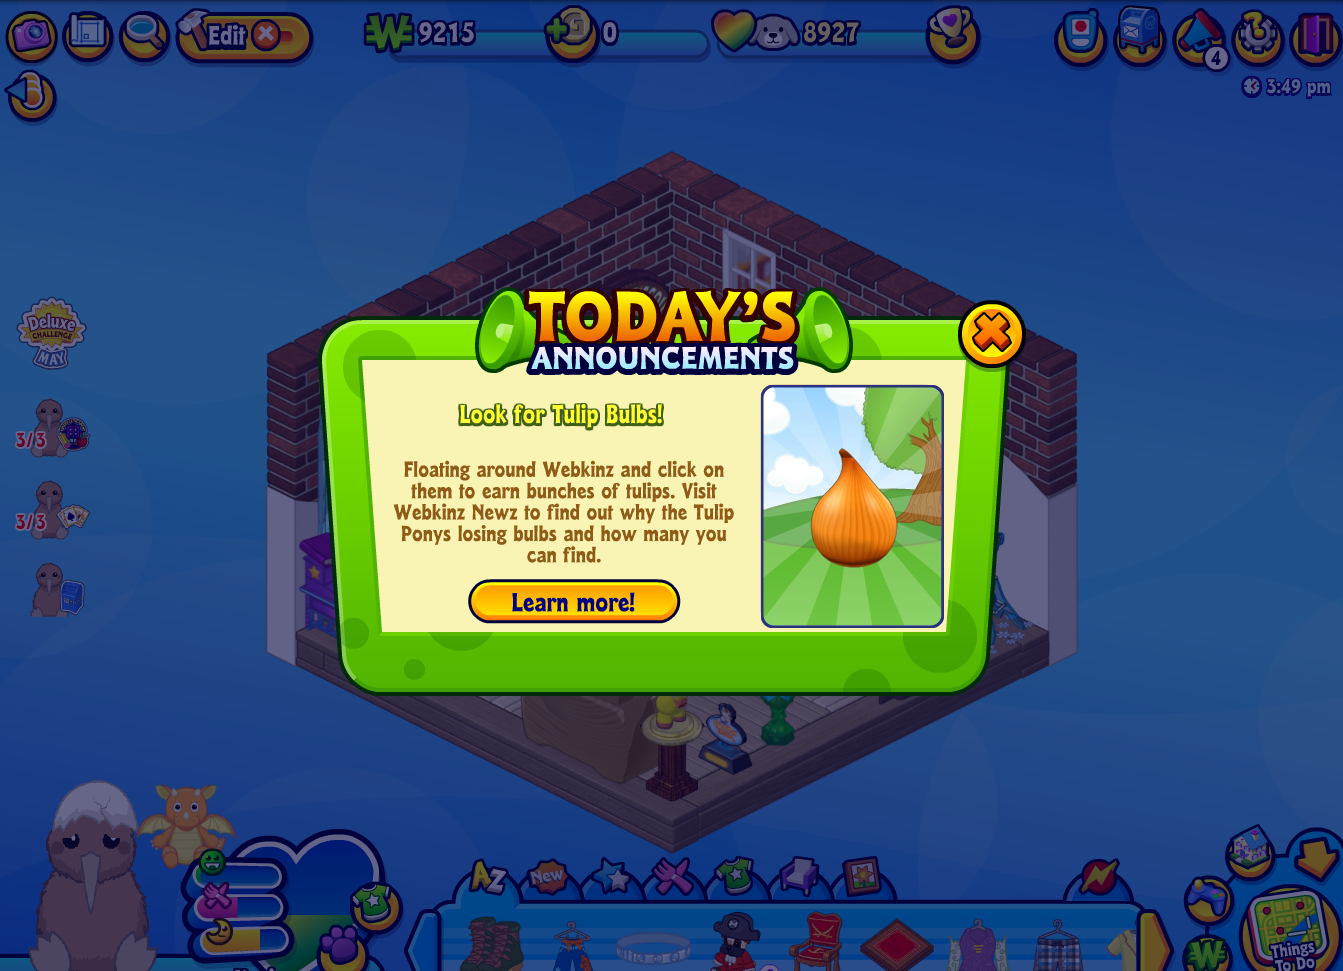 Edit
9215
0
8927
4
3:49 pm
Deluxe
CHALLENGE
MAY
3/3
3/3
TODAY'S
ANNOUNCEMENTS
Look for Tulip Bulbs!
Floating around Webkinz and click on
them to earn bunches of tulips. Visit
Webkinz Newz to find out why the Tulip
Ponys losing bulbs and how many you
can find.
Learn more!
AZ
New
Things
To Do